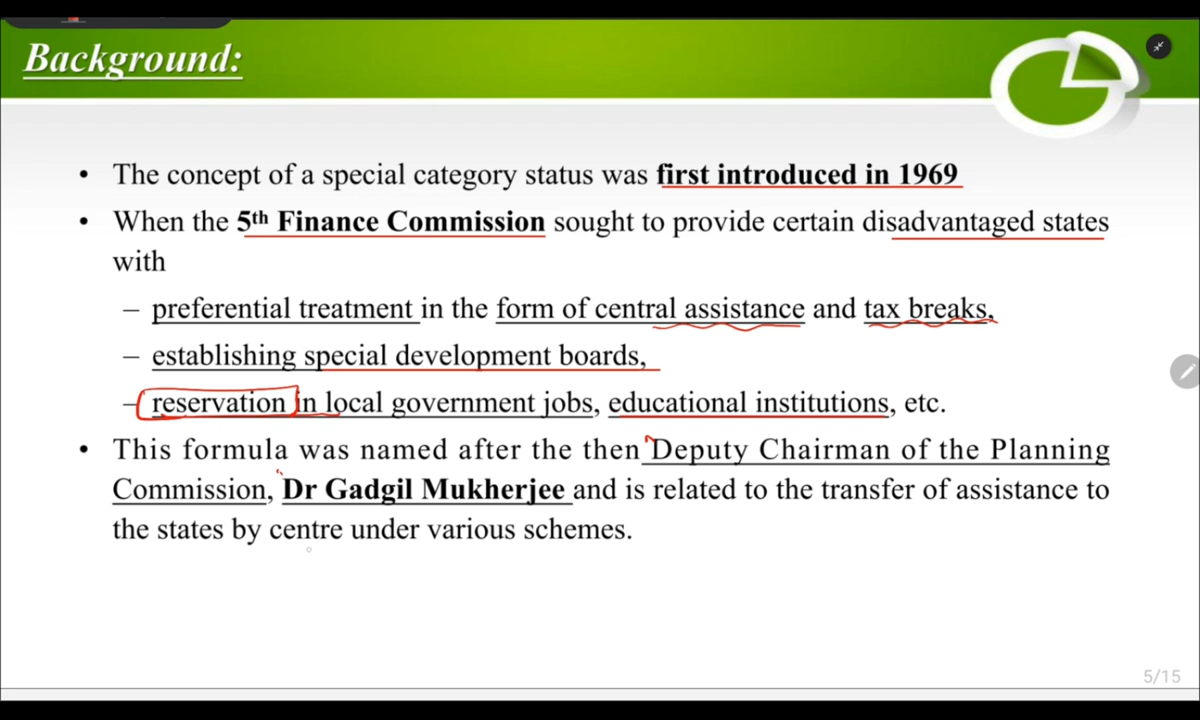 Background:
• The concept of a special category status was first introduced in 1969
• When the 5th Finance Commission sought to provide certain disadvantaged states
with
– preferential treatment in the form of central assistance and tax breaks,
– establishing special development boards,
– reservation in local government jobs, educational institutions, etc.
• This formula was named after the then Deputy Chairman of the Planning
Commission, Dr Gadgil Mukherjee and is related to the transfer of assistance to
the states by centre under various schemes.
5/15